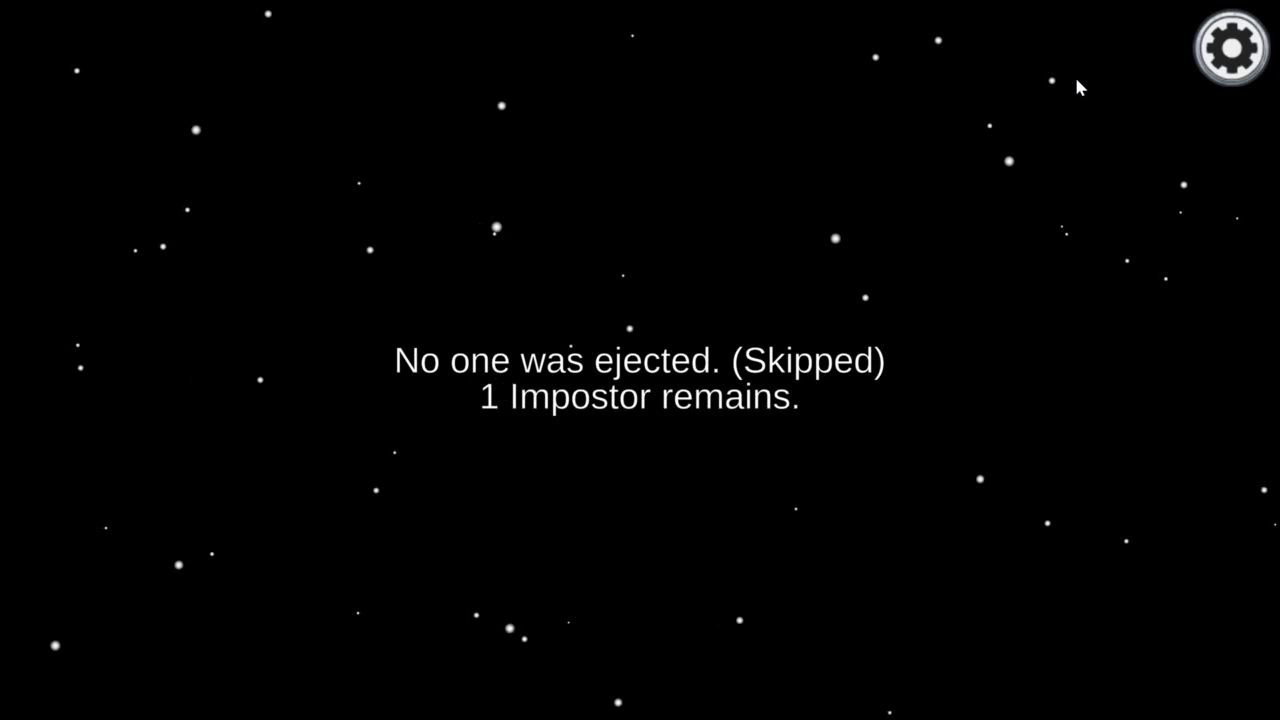 No one was ejected. (Skipped)
1 Impostor remains.